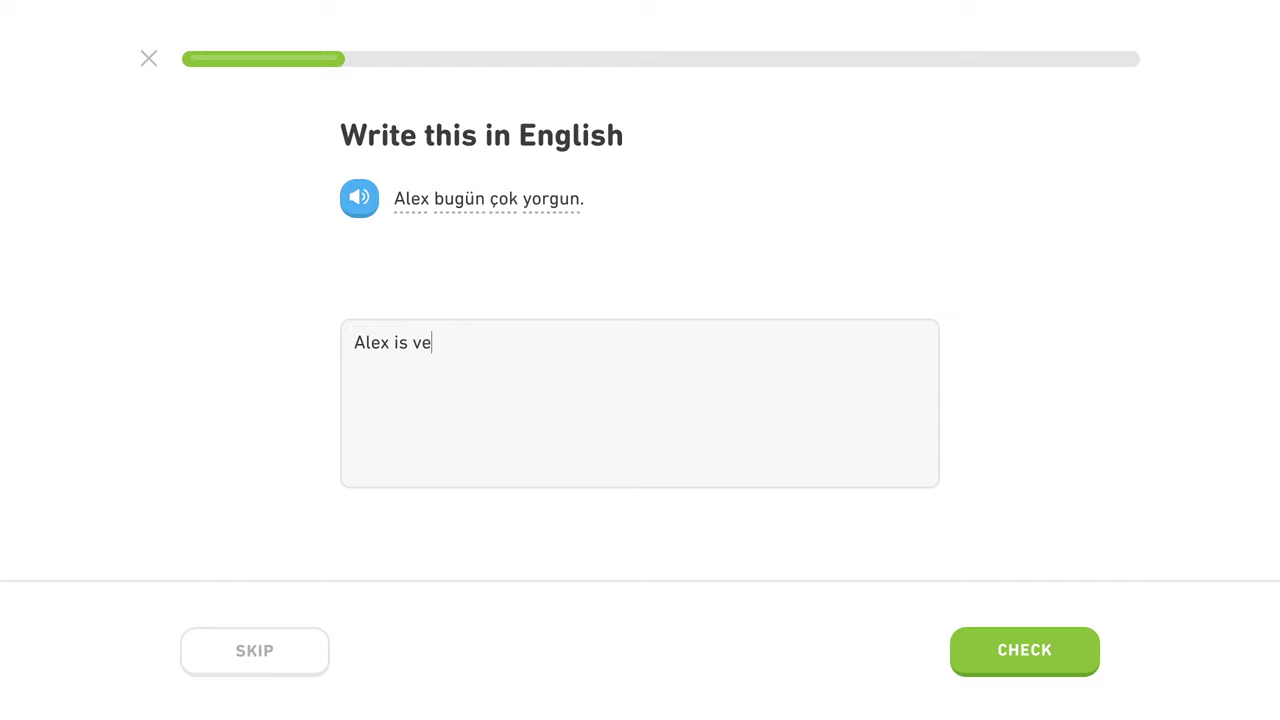 Write this in English
Alex bugün çok yorgun.
Alex is ve
SKIP
CHECK